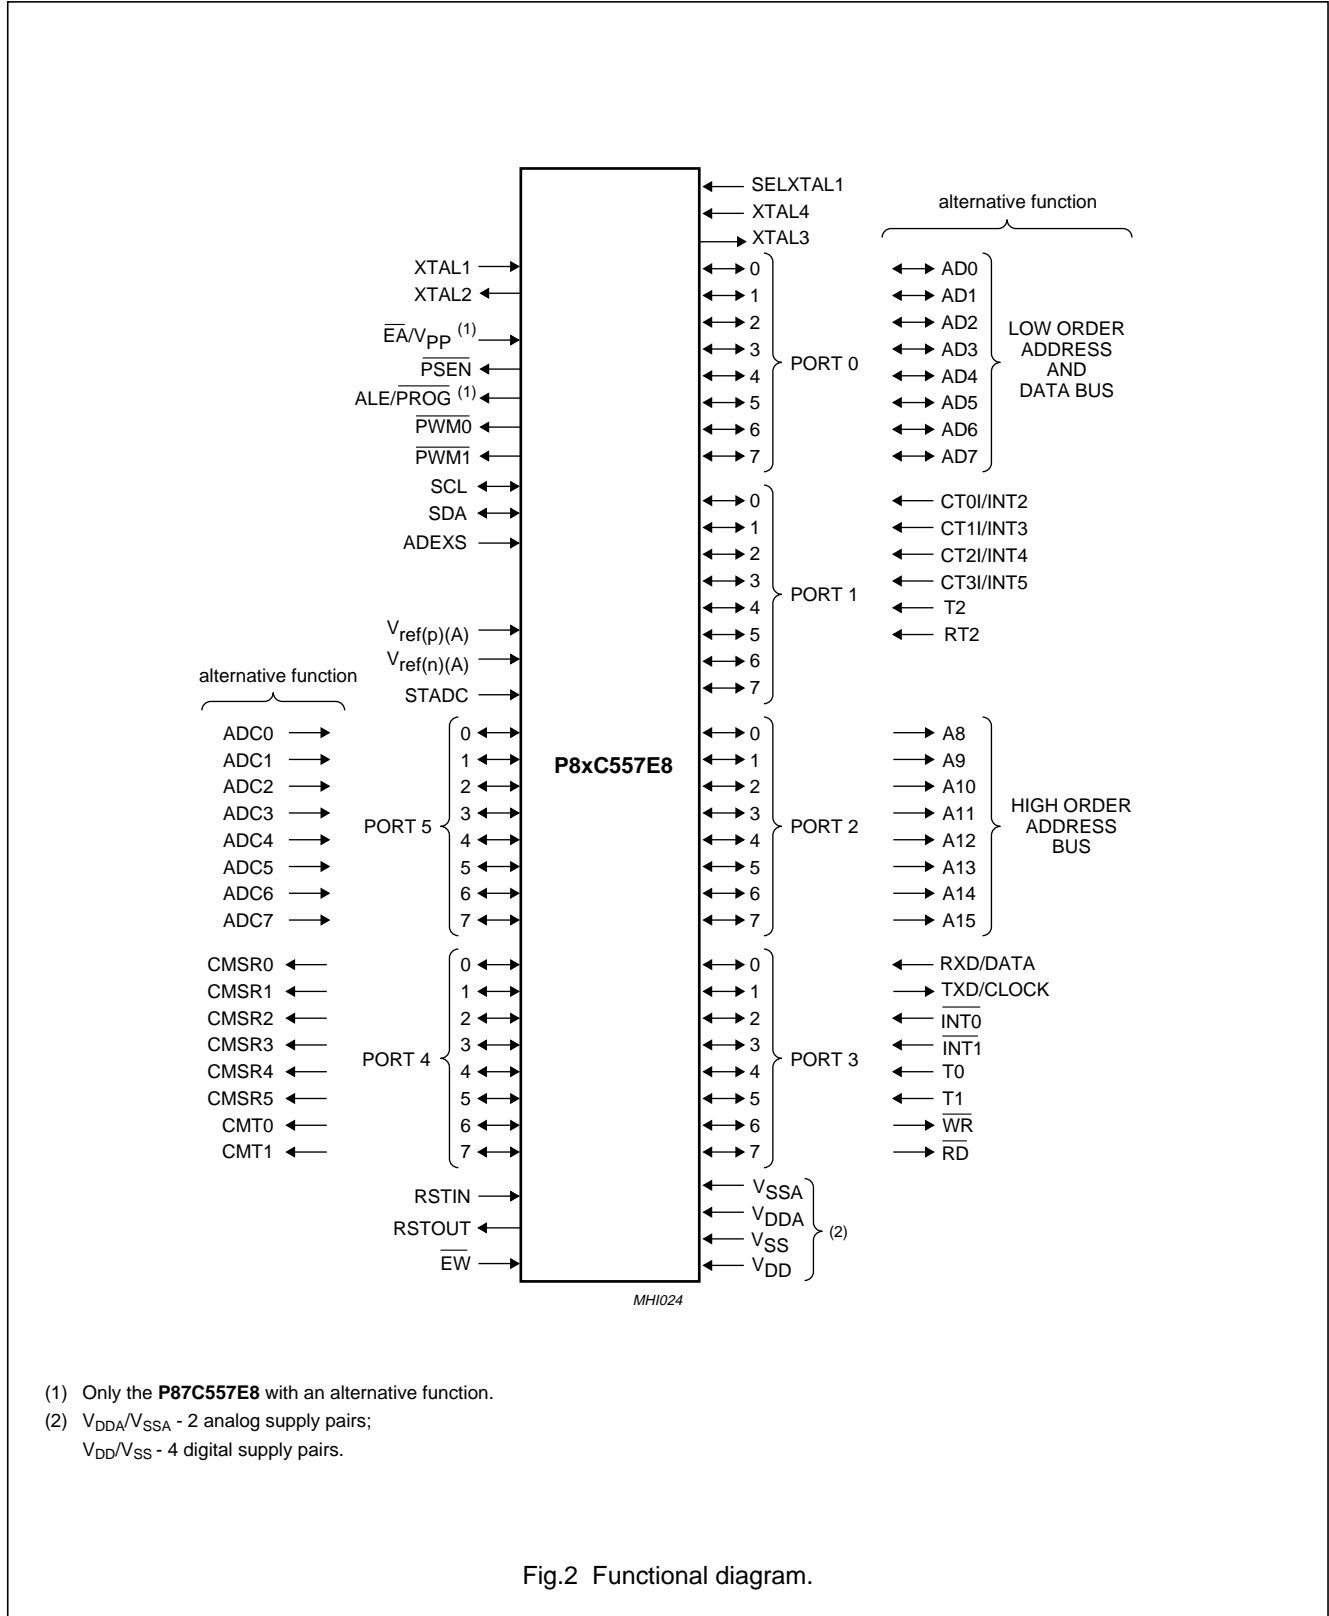 SELXTAL1
XTAL4
XTAL3
alternative function
XTAL1
XTAL2
EA/VPP (1)
PSEN
ALE/PROG (1)
PWM0
PWM1
SCL
SDA
ADEXS
Vref(p)(A)
Vref(n)(A)
STADC
0
1
2
3
4
5
6
7
PORT 0
AD0
AD1
AD2
AD3
AD4
AD5
AD6
AD7
LOW ORDER
ADDRESS
AND
DATA BUS
0
1
2
3
4
5
6
7
PORT 1
CT0I/INT2
CT1I/INT3
CT2I/INT4
CT3I/INT5
T2
RT2
alternative function
ADC0
ADC1
ADC2
ADC3
ADC4
ADC5
ADC6
ADC7
PORT 5
0
1
2
3
4
5
6
7
P8xC557E8
0
1
2
3
4
5
6
7
PORT 2
A8
A9
A10
A11
A12
A13
A14
A15
HIGH ORDER
ADDRESS
BUS
CMSR0
CMSR1
CMSR2
CMSR3
CMSR4
CMSR5
CMT0
CMT1
PORT 4
0
1
2
3
4
5
6
7
0
1
2
3
4
5
6
7
PORT 3
RXD/DATA
TXD/CLOCK
INT0
INT1
T0
T1
WR
RD
RSTIN
RSTOUT
EW
VSSA
VDDA
VSS
VDD
(2)
MHI024
(1) Only the P87C557E8 with an alternative function.
(2) VDDA/VSSA - 2 analog supply pairs;
VDD/VSS - 4 digital supply pairs.
Fig.2 Functional diagram.